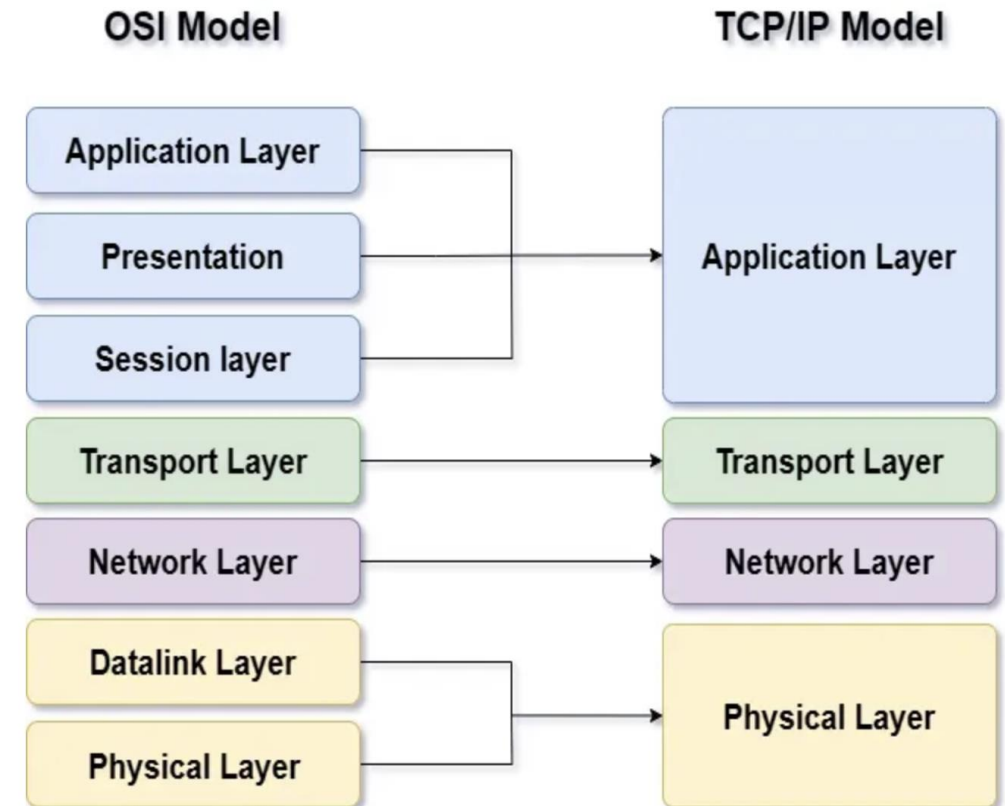 OSI Model
TCP/IP Model
Application Layer
Presentation
Session layer
Application Layer
Transport Layer
Transport Layer
Network Layer
Network Layer
Datalink Layer
Physical Layer
Physical Layer